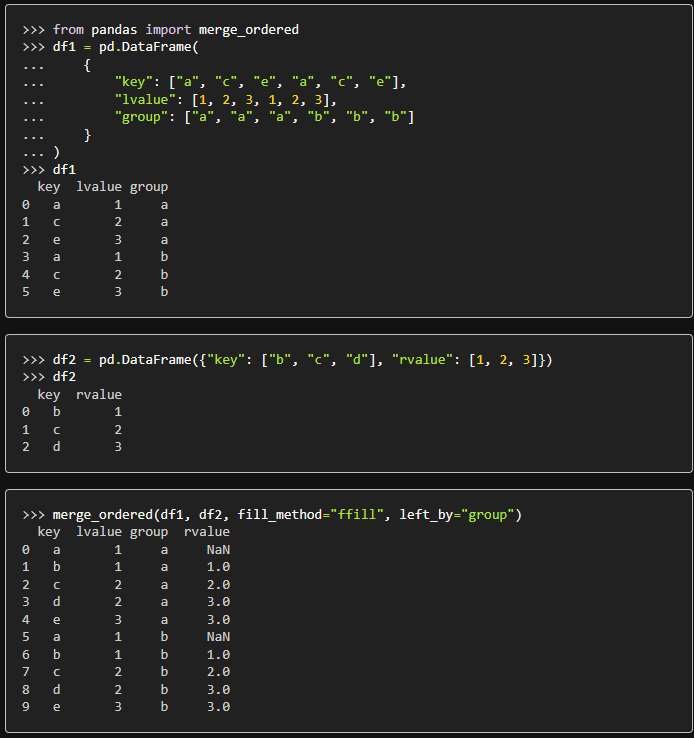 >>> from pandas import merge_ordered
>>> df1 = pd.DataFrame(
...     {
...         "key": ["a", "c", "e", "a", "c", "e"],
...         "lvalue": [1, 2, 3, 1, 2, 3],
...         "group": ["a", "a", "a", "b", "b", "b"]
...     }
... )
>>> df1
  key  lvalue group
0   a       1     a
1   c       2     a
2   e       3     a
3   a       1     b
4   c       2     b
5   e       3     b
>>> df2 = pd.DataFrame({"key": ["b", "c", "d"], "rvalue": [1, 2, 3]})
>>> df2
  key  rvalue
0   b       1
1   c       2
2   d       3
>>> merge_ordered(df1, df2, fill_method="ffill", left_by="group")
  key  lvalue group  rvalue
0   a       1     a     NaN
1   b       1     a     1.0
2   c       2     a     2.0
3   d       2     a     3.0
4   e       3     a     3.0
5   a       1     b     NaN
6   b       1     b     1.0
7   c       2     b     2.0
8   d       2     b     3.0
9   e       3     b     3.0